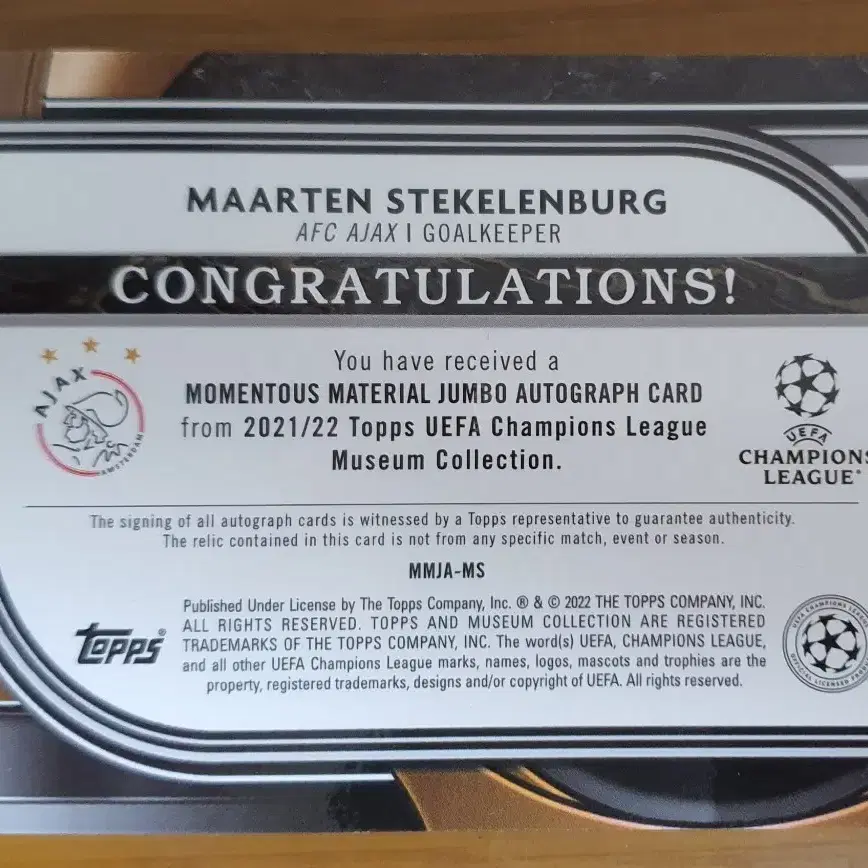 MAARTEN STEKELENBURG
AFC AJAX | GOALKEEPER
CONGRATULATIONS!
AJAX
AMSTERDAM
You have received a
MOMENTOUS MATERIAL JUMBO AUTOGRAPH CARD
from 2021/22 Topps UEFA Champions League
Museum Collection.
UEFA
CHAMPIONS
LEAGUE®
The signing of all autograph cards is witnessed by a Topps representative to guarantee authenticity.
The relic contained in this card is not from any specific match, event or season.
MMJA-MS
Topps®
Published Under License by The Topps Company, Inc. ® & © 2022 THE TOPPS COMPANY, INC.
ALL RIGHTS RESERVED. TOPPS AND MUSEUM COLLECTION ARE REGISTERED
TRADEMARKS OF THE TOPPS COMPANY, INC. The word(s) UEFA, CHAMPIONS LEAGUE,
and all other UEFA Champions League marks, names, logos, mascots and trophies are the
property, registered trademarks, designs and/or copyright of UEFA. All rights reserved.